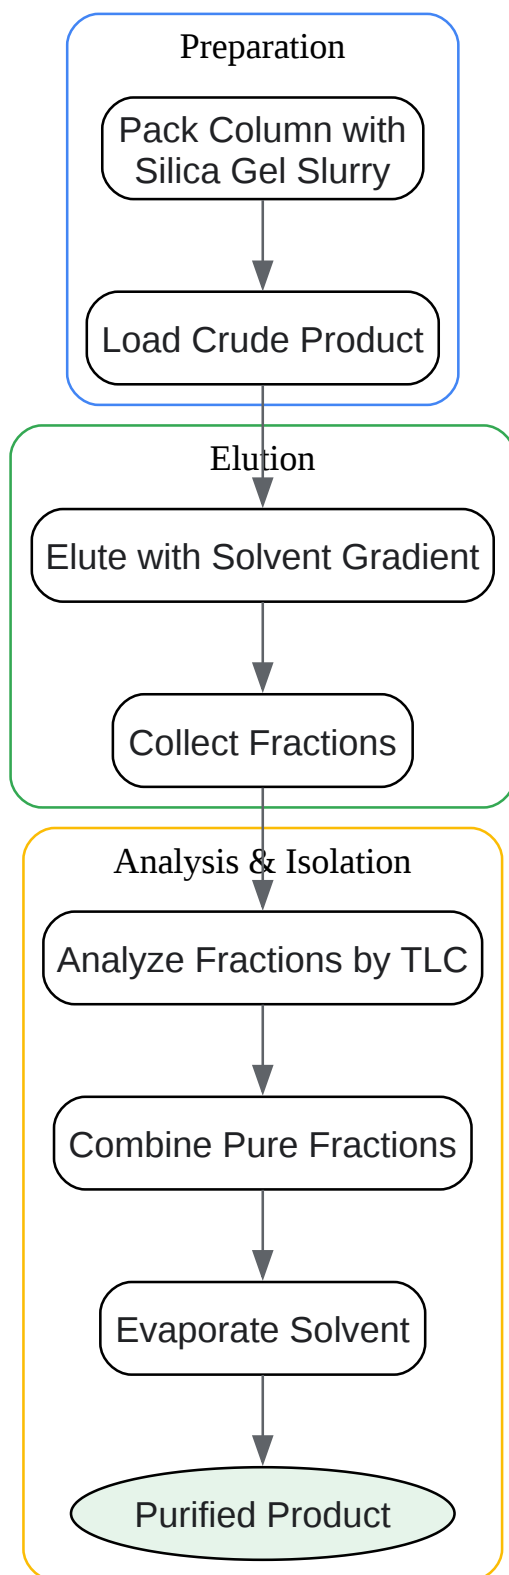 Preparation
Pack Column with
Silica Gel Slurry
Load Crude Product
Elution
Elute with Solvent Gradient
Collect Fractions
Analysis & Isolation
Analyze Fractions by TLC
Combine Pure Fractions
Evaporate Solvent
Purified Product